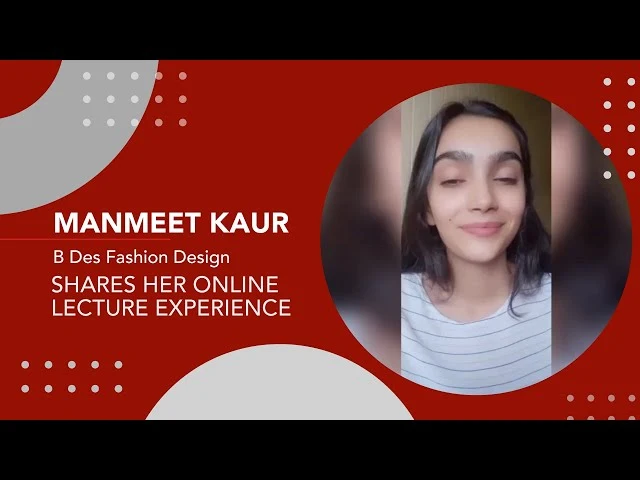 MANMEET KAUR
B Des Fashion Design
SHARES HER ONLINE
LECTURE EXPERIENCE